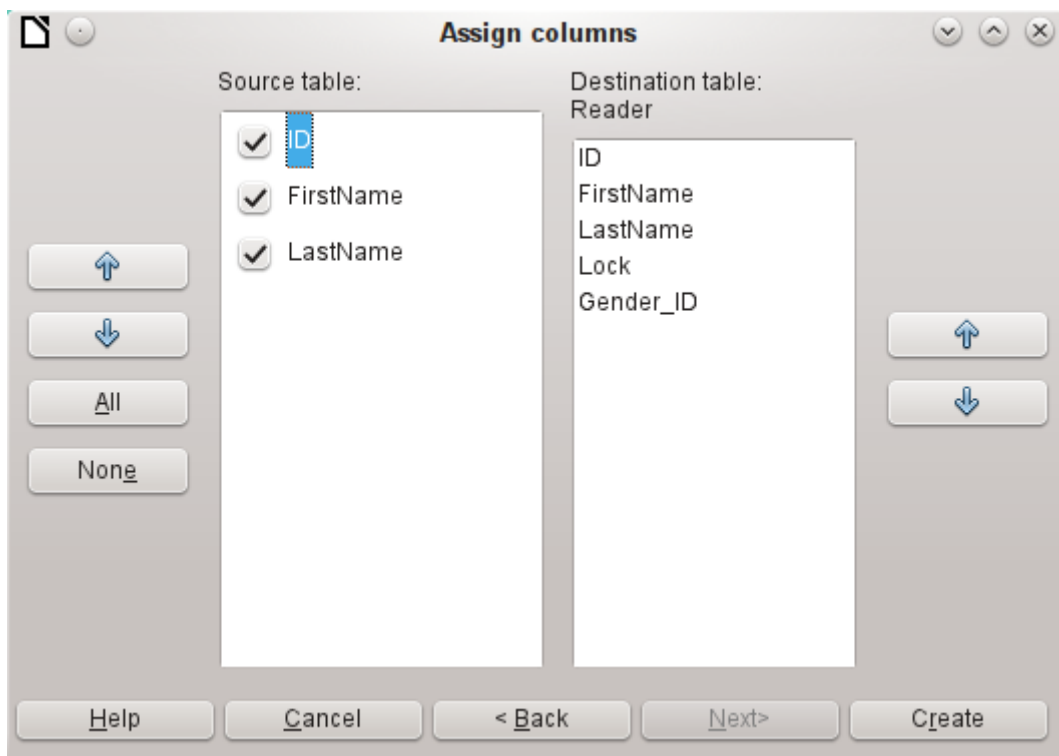 Assign columns
Source table:
ID
FirstName
LastName
Destination table:
Reader
ID
FirstName
LastName
Lock
Gender_ID
All
None
Help
Cancel
< Back
Next>
Create